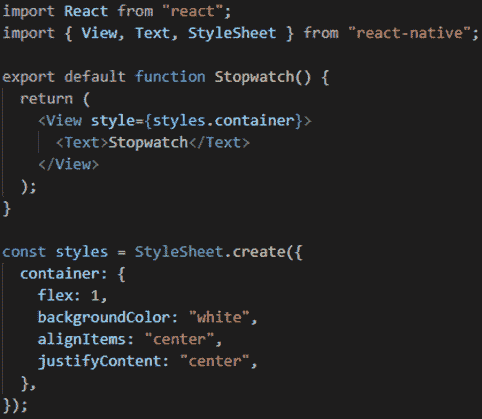 import React from "react";
import { View, Text, StyleSheet } from "react-native";
export default function Stopwatch() {
return (
<View style={styles.container}>
<Text>Stopwatch</Text>
</View>
);
}
const styles = StyleSheet.create({
container: {
flex: 1,
backgroundColor: "white",
alignItems: "center",
justifyContent: "center",
},
});